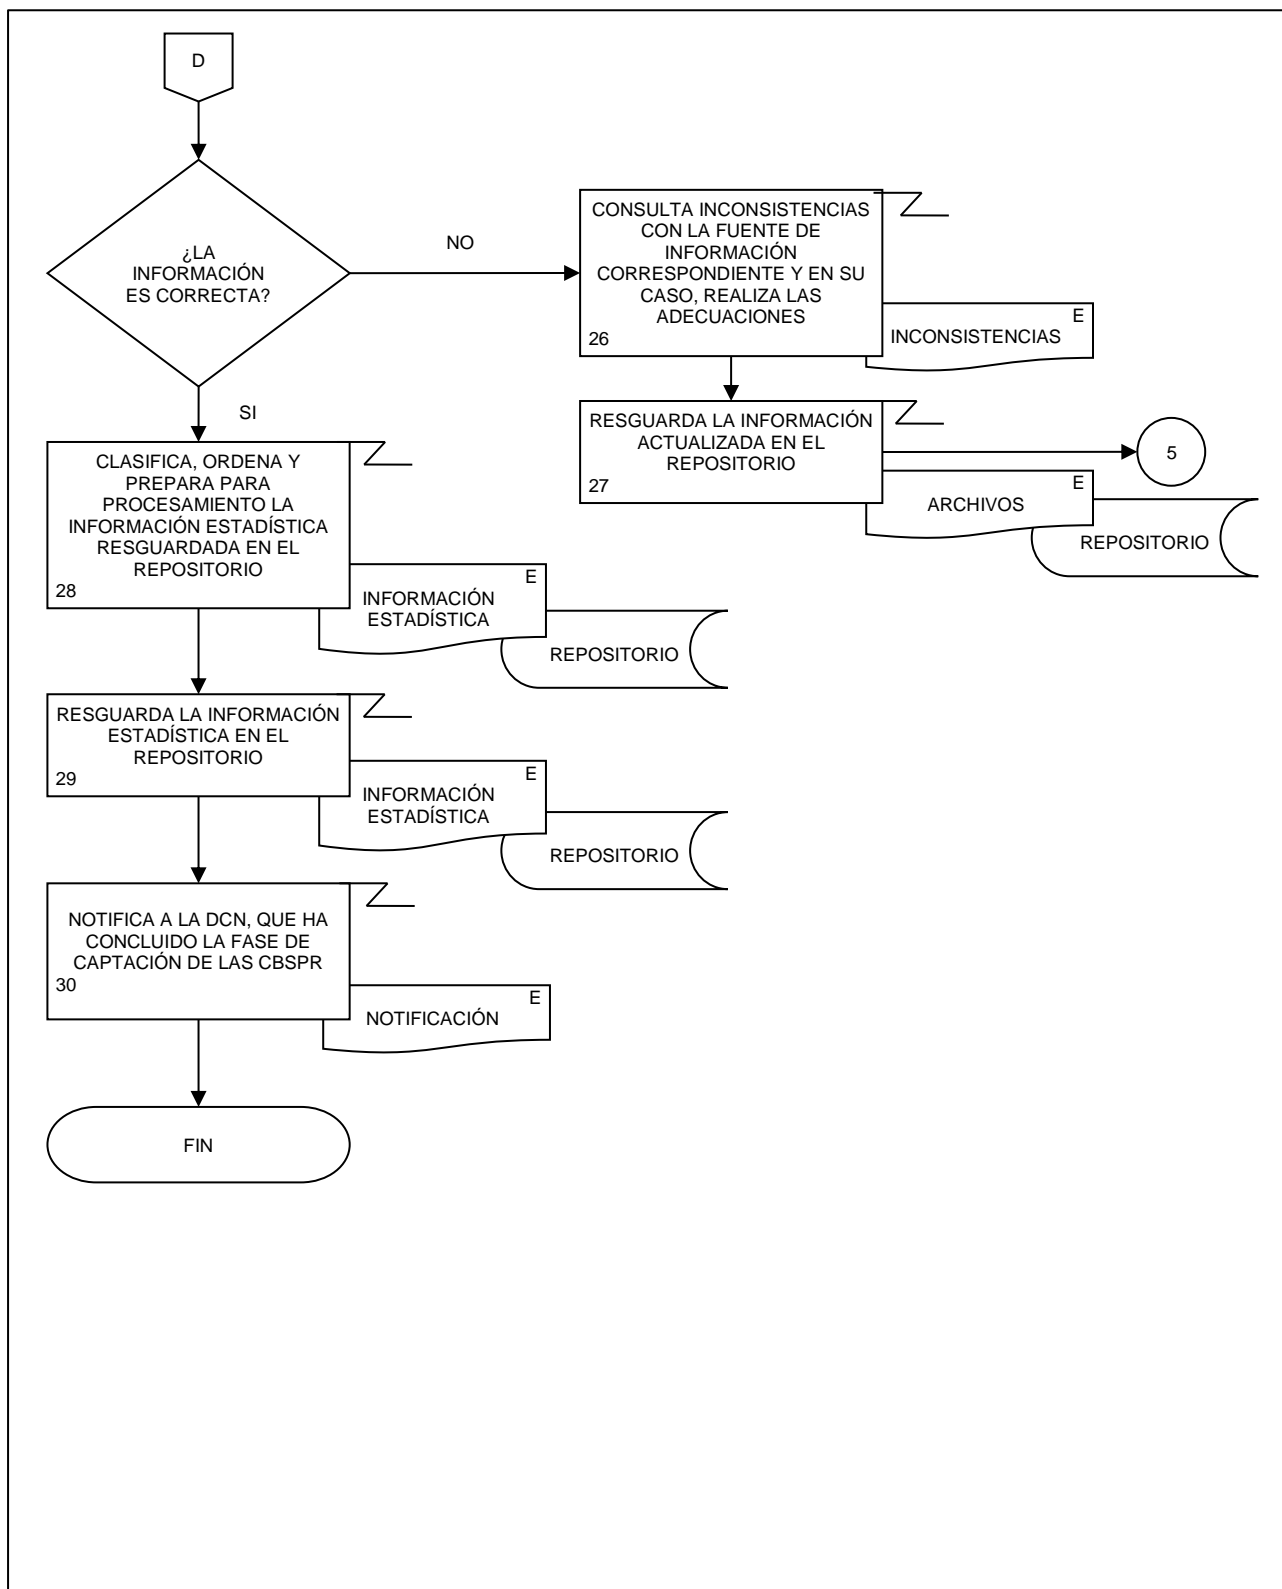 D
¿LA
INFORMACIÓN
ES CORRECTA?
NO
CONSULTA INCONSISTENCIAS
CON LA FUENTE DE
INFORMACIÓN
CORRESPONDIENTE Y EN SU
CASO, REALIZA LAS
ADECUACIONES
26
E
INCONSISTENCIAS
RESGUARDA LA INFORMACIÓN
ACTUALIZADA EN EL
REPOSITORIO
27
5
E
ARCHIVOS
REPOSITORIO
SI
CLASIFICA, ORDENA Y
PREPARA PARA
PROCESAMIENTO LA
INFORMACIÓN ESTADÍSTICA
RESGUARDADA EN EL
REPOSITORIO
28
E
INFORMACIÓN
ESTADÍSTICA
REPOSITORIO
RESGUARDA LA INFORMACIÓN
ESTADÍSTICA EN EL
REPOSITORIO
29
E
INFORMACIÓN
ESTADÍSTICA
REPOSITORIO
NOTIFICA A LA DCN, QUE HA
CONCLUIDO LA FASE DE
CAPTACIÓN DE LAS CBSPR
30
E
NOTIFICACIÓN
FIN